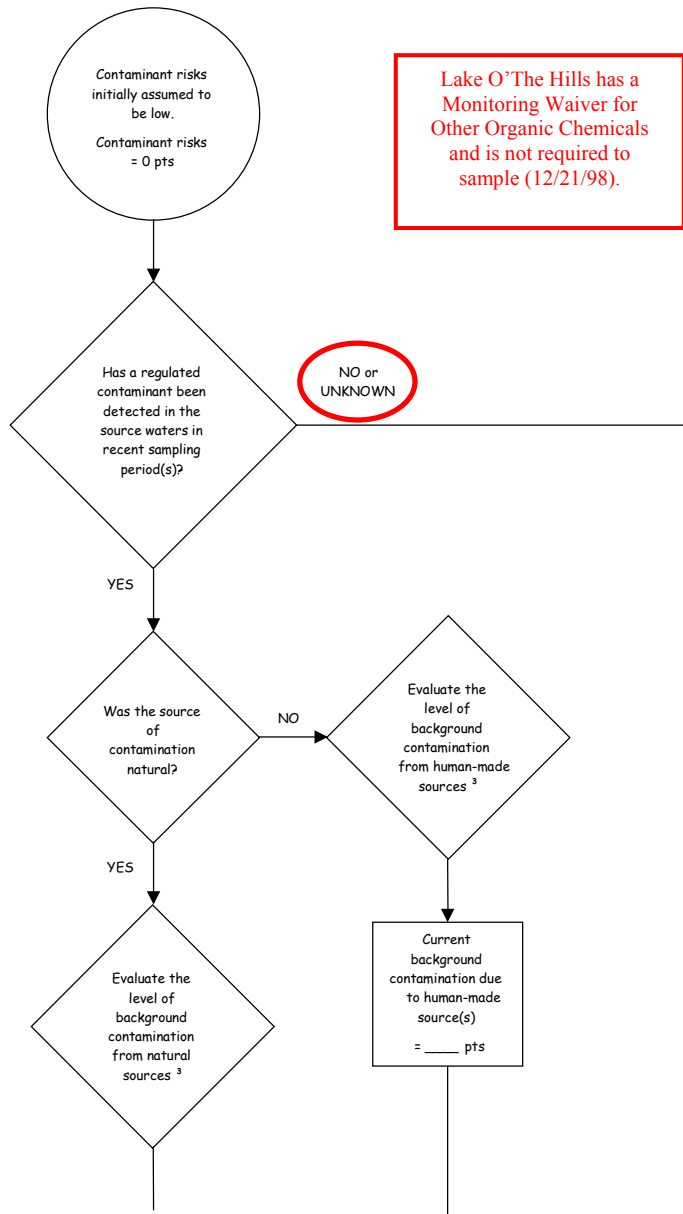 Contaminant risks
initially assumed to
be low.
Contaminant risks
= 0 pts
Lake O'The Hills has a
Monitoring Waiver for
Other Organic Chemicals
and is not required to
sample (12/21/98).
Has a regulated
contaminant been
detected in the
source waters in
recent sampling
period(s)?
NO or
UNKNOWN
YES
Was the source
of
contamination
natural?
NO
Evaluate the
level of
background
contamination
from human-made
sources ³
YES
Evaluate the
level of
background
contamination
from natural
sources ³
Current
background
contamination due
to human-made
source(s)
= ____ pts